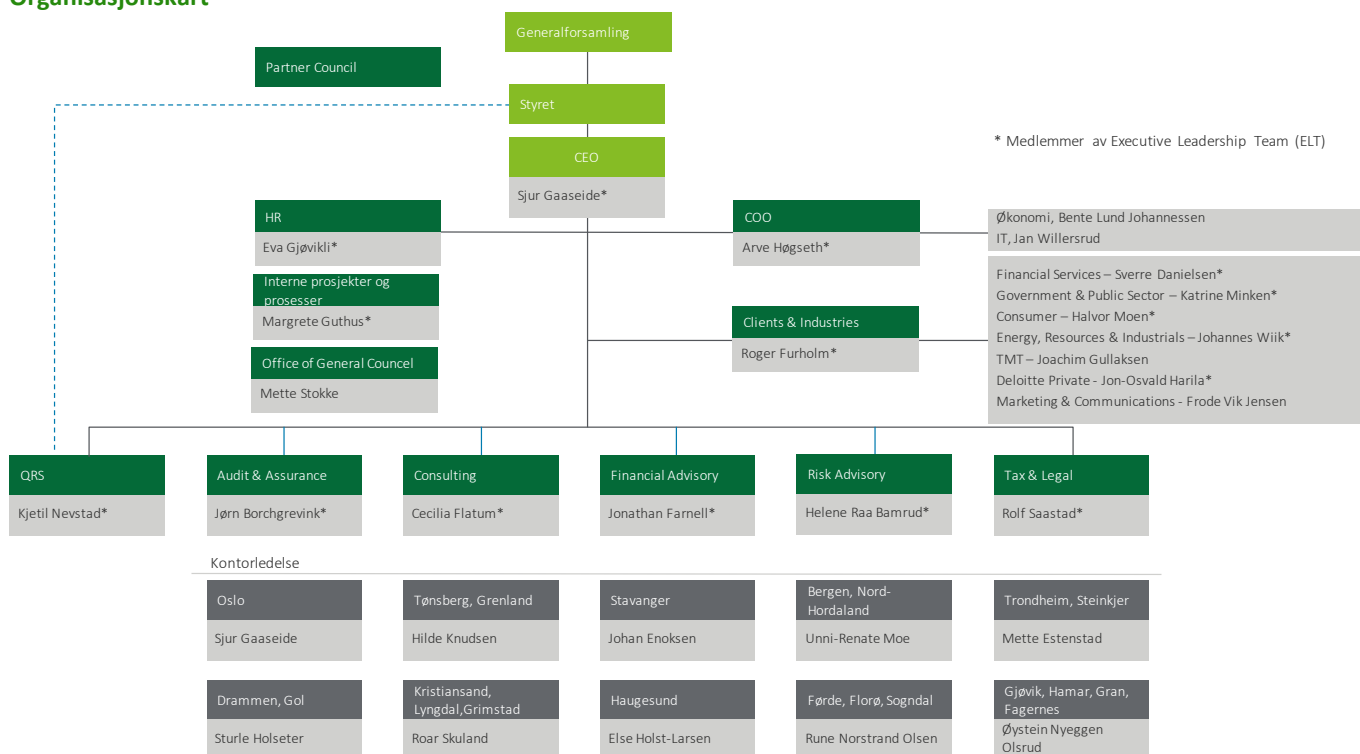 Organisasjonskart
Generalforsamling
Partner Council
Styret
* Medlemmer av Executive Leadership Team (ELT)
CEO
Sjur Gaaseide*
HR
Eva Gjøvikli*
COO
Arve Høgseth*
Økonomi, Bente Lund Johannessen
IT, Jan Willersrud
Interne prosjekter og
prosesser
Margrete Guthus*
Clients & Industries
Roger Furholm*
Financial Services – Sverre Danielsen*
Government & Public Sector – Katrine Minken*
Consumer – Halvor Moen*
Energy, Resources & Industrials – Johannes Wiik*
TMT – Joachim Gullaksen
Deloitte Private - Jon-Osvald Harila*
Marketing & Communications - Frode Vik Jensen
Office of General Councel
Mette Stokke
QRS
Kjetil Nevstad*
Audit & Assurance
Jørn Borchgrevink*
Consulting
Cecilia Flatum*
Financial Advisory
Jonathan Farnell*
Risk Advisory
Helene Raa Bamrud*
Tax & Legal
Rolf Saastad*
Kontorledelse
Oslo
Sjur Gaaseide
Tønsberg, Grenland
Hilde Knudsen
Stavanger
Johan Enoksen
Bergen, Nord-
Hordaland
Unni-Renate Moe
Trondheim, Steinkjer
Mette Estenstad
Drammen, Gol
Sturle Holseter
Kristiansand,
Lyngdal,Grimstad
Roar Skuland
Haugesund
Else Holst-Larsen
Førde, Florø, Sogndal
Rune Norstrand Olsen
Gjøvik, Hamar, Gran,
Fagernes
Øystein Nyeggen
Olsrud